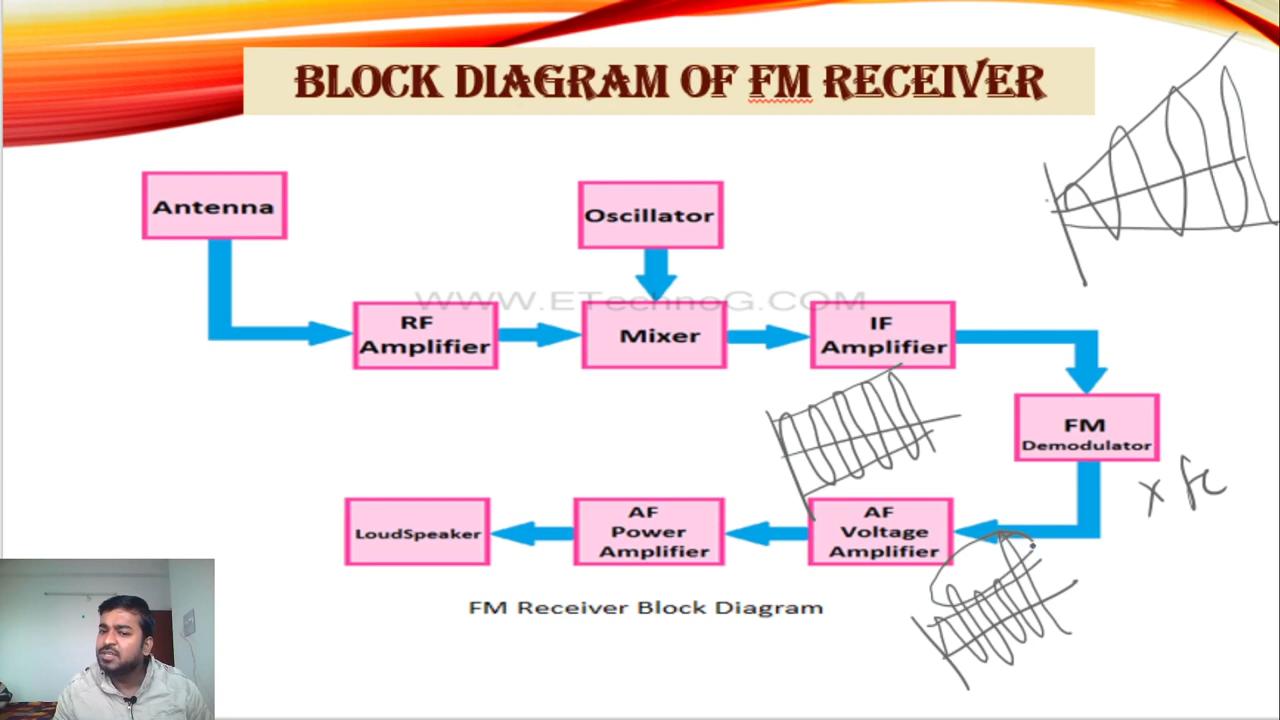 BLOCK DIAGRAM OF FM RECEIVER
Antenna
Oscillator
WWW.ETechnoG.COM
RF
Amplifier
Mixer
IF
Amplifier
FM
Demodulator
x fc
LoudSpeaker
AF
Power
Amplifier
AF
Voltage
Amplifier
FM Receiver Block Diagram